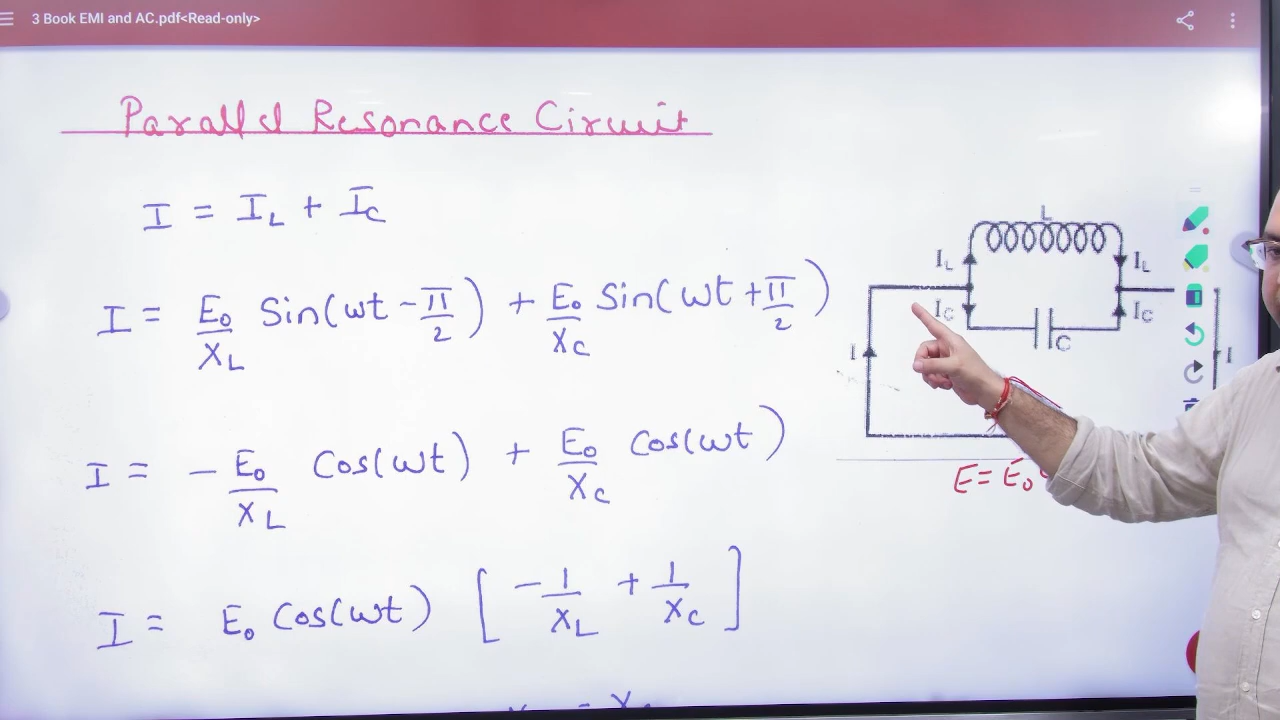 3 Book EMI and AC.pdf<Read-only>
Parallel Resonance Circuit
I = I_L + I_C
I = E₀/X_L Sin(ωt - π/2) + E₀/X_C Sin(ωt + π/2)
I = - E₀/X_L Cos(ωt) + E₀/X_C Cos(ωt)
I = E₀ Cos(ωt) [ - 1/X_L + 1/X_C ]
L
I_L I_L
I_C I_C
C
I I
E = E₀